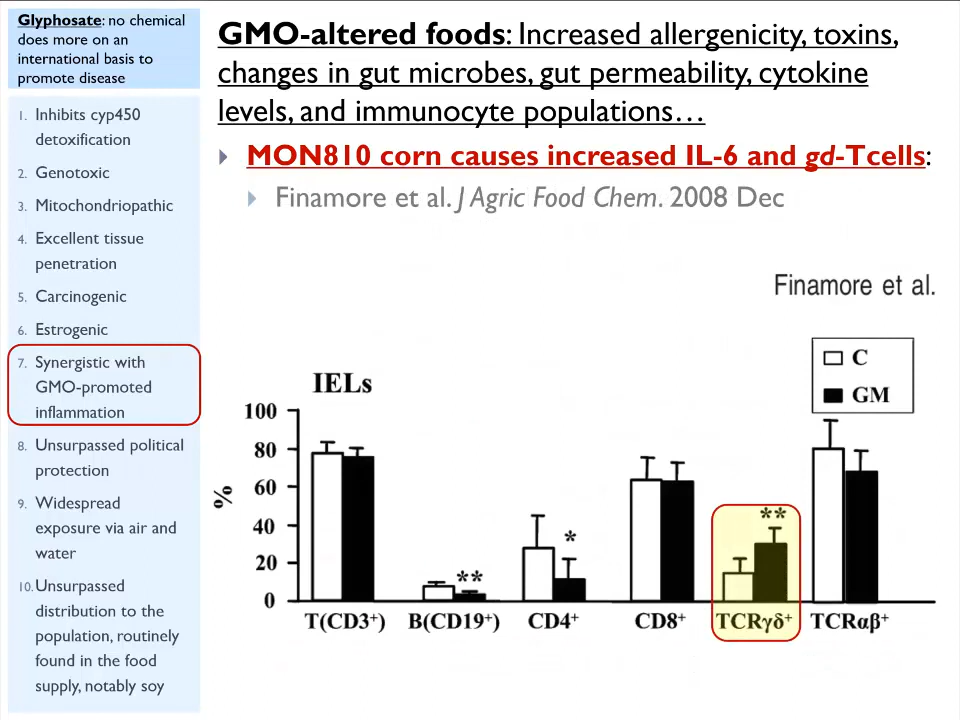 Glyphosate: no chemical
does more on an
international basis to
promote disease
1. Inhibits cyp450
detoxification
2. Genotoxic
3. Mitochondriopathic
4. Excellent tissue
penetration
5. Carcinogenic
6. Estrogenic
7. Synergistic with
GMO-promoted
inflammation
8. Unsurpassed political
protection
9. Widespread
exposure via air and
water
10. Unsurpassed
distribution to the
population, routinely
found in the food
supply, notably soy
GMO-altered foods: Increased allergenicity, toxins,
changes in gut microbes, gut permeability, cytokine
levels, and immunocyte populations…
MON810 corn causes increased IL-6 and gd-Tcells:
Finamore et al. J Agric Food Chem. 2008 Dec
Finamore et al.
C
GM
IELs
%
100
80
60
40
20
0
**
*
**
T(CD3+) B(CD19+) CD4+ CD8+ TCRγδ+ TCRαβ+